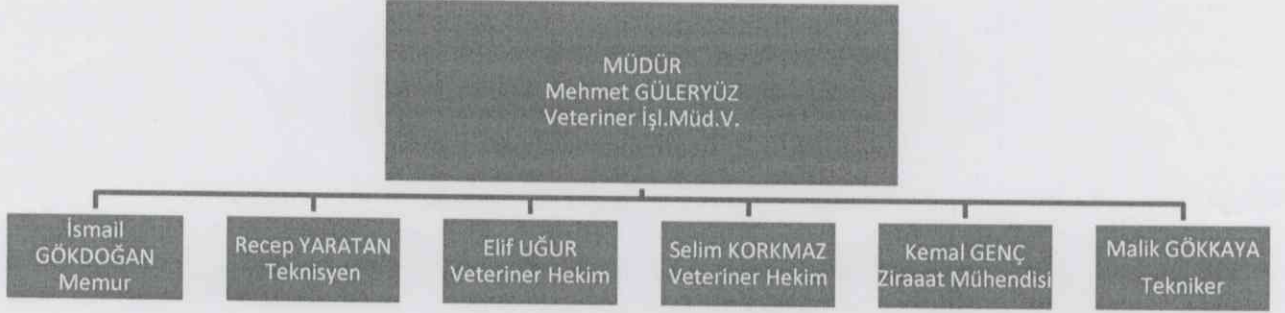 MÜDÜR
Mehmet GÜLERYÜZ
Veteriner İşl.Müd.V.
İsmail
GÖKDOĞAN
Memur
Recep YARATAN
Teknisyen
Elif UĞUR
Veteriner Hekim
Selim KORKMAZ
Veteriner Hekim
Kemal GENÇ
Ziraaat Mühendisi
Malik GÖKKAYA
Tekniker